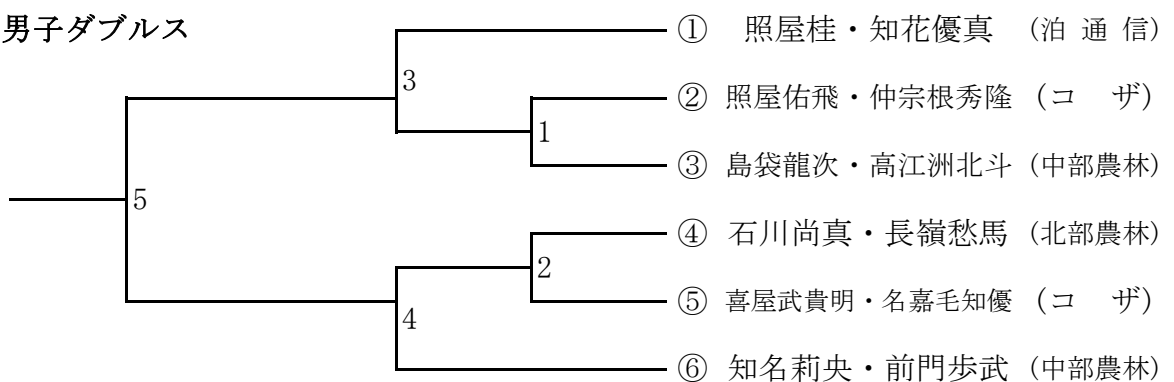 男子ダブルス
① 照屋桂・知花優真 (泊 通 信)
3
② 照屋佑飛・仲宗根秀隆 (コ ザ)
1
③ 島袋龍次・高江洲北斗 (中部農林)
5
④ 石川尚真・長嶺愁馬 (北部農林)
2
⑤ 喜屋武貴明・名嘉毛知優 (コ ザ)
4
⑥ 知名莉央・前門歩武 (中部農林)